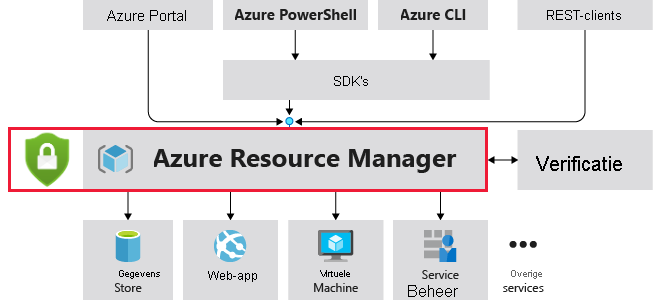 Azure Portal
Azure PowerShell
Azure CLI
REST-clients
SDK's
Azure Resource Manager
Verificatie
Gegevens
Store
Web-app
Virtuele
Machine
Service
Beheer
Overige
services